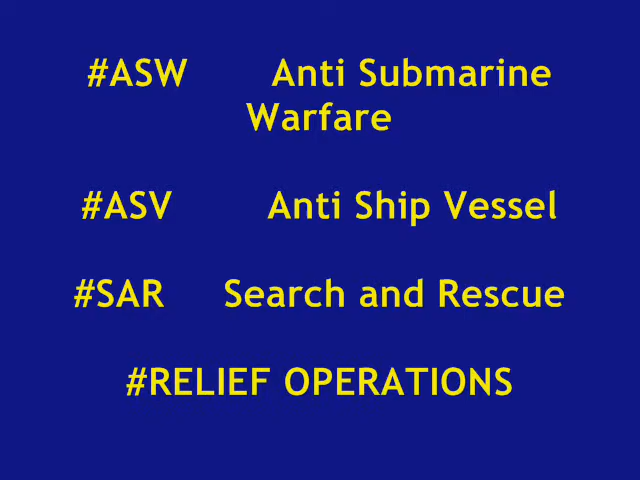 #ASW Anti Submarine
Warfare
#ASV Anti Ship Vessel
#SAR Search and Rescue
#RELIEF OPERATIONS